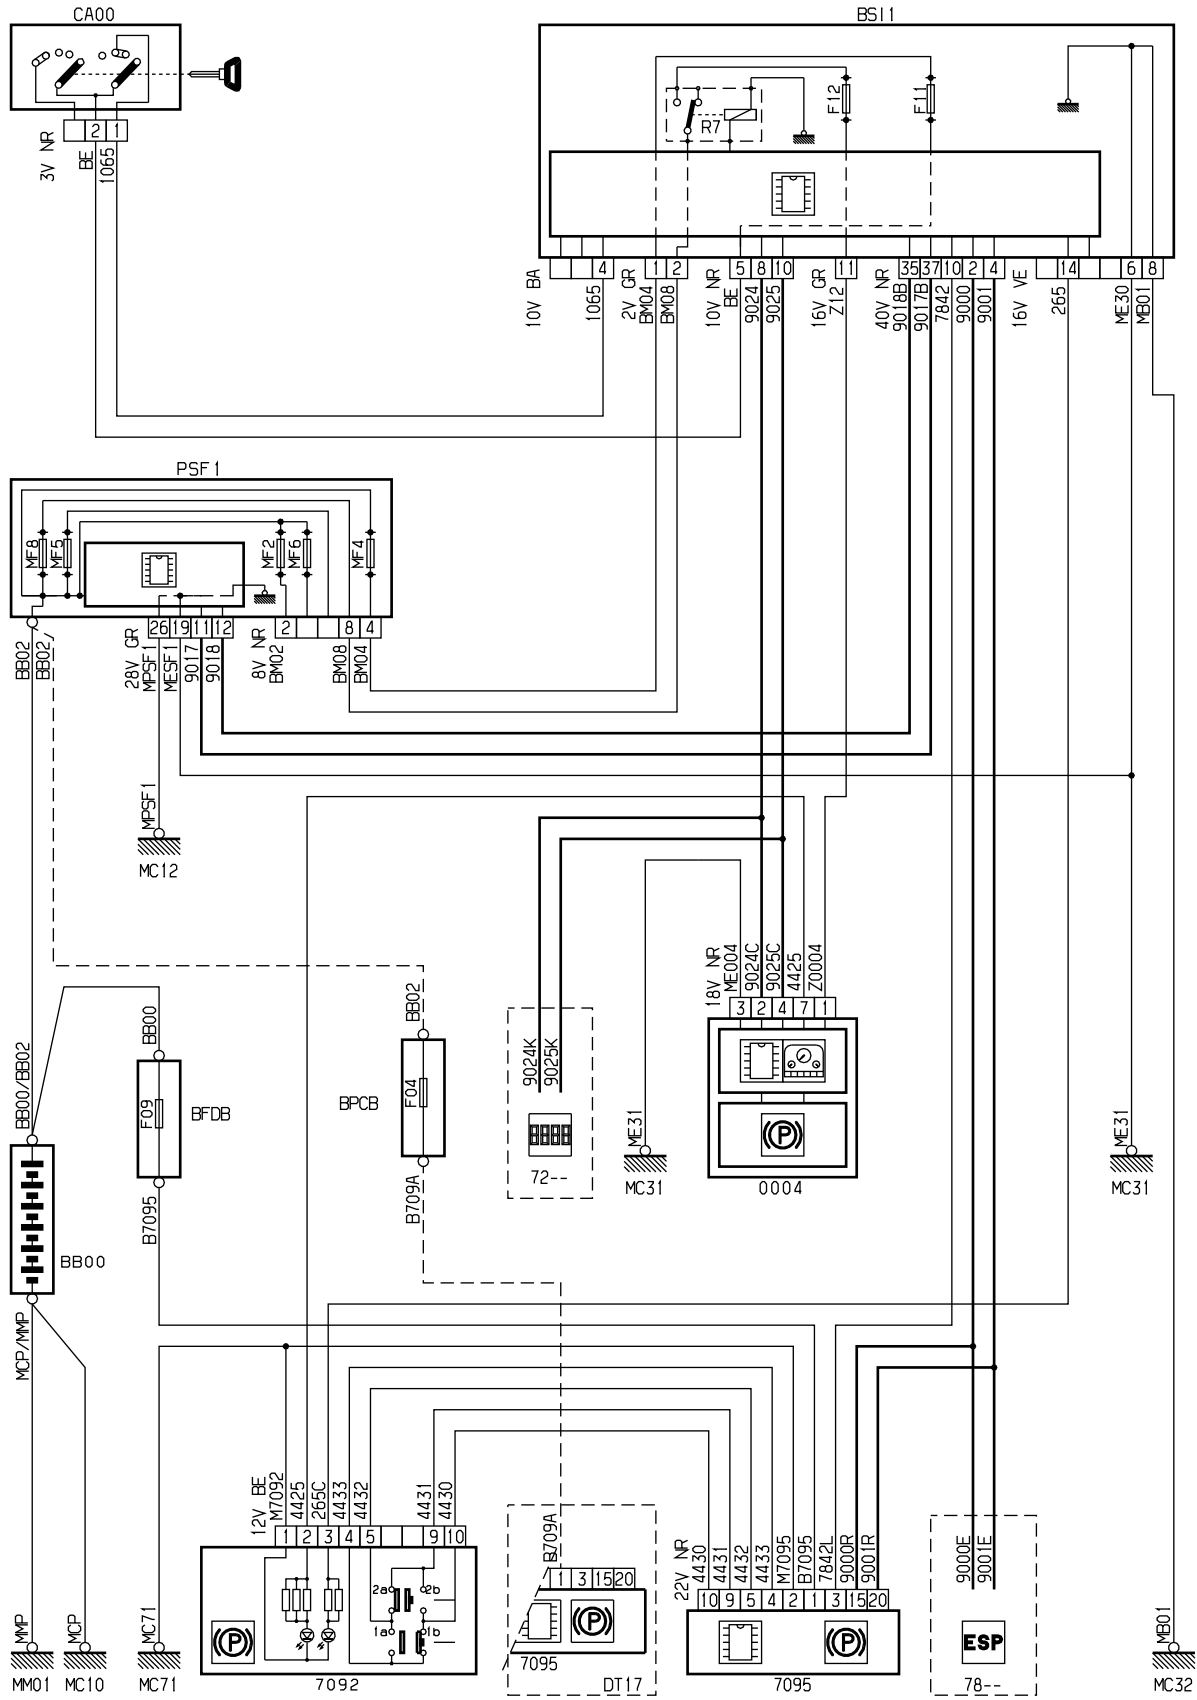 CA00
BSI1
F12
F11
R7
2 1
3V NR
BE
1065
4
1 2
5 8 10
11
35 37 10 2 4
14
6 8
10V BA
1065
2V GR
BM04
BM08
10V NR
BE
9024
9025
16V GR
Z12
40V NR
9018B
9017B
7842
9000
9001
16V VE
265
ME30
MB01
PSF1
MF8
MF5
MF2
MF6
MF4
26 19 11 12
2
8 4
BB02
BB02
28V GR
MPSF1
MESF1
9017
9018
8V NR
BM02
BM08
BM04
MPSF1
MC12
18V NR
ME004
9024C
9025C
4425
Z0004
3 2 4 7 1
BB00/BB02
BB00
BB02
9024K
9025K
F09
BFDB
BPCB
F04
ME31
ME31
72--
MC31
0004
MC31
B7095
B709A
BB00
MCP/MMP
12V BE
M7092
4425
265C
4433
4432
4431
4430
1 2 3 4 5
9 10
2a
2b
1a
1b
7092
B709A
1 3 15 20
7095
DT17
22V NR
4430
4431
4432
4433
M7095
B7095
7842L
9000R
9001R
10 9 5 4 2 1 3 15 20
7095
9000E
9001E
ESP
78--
MMP
MCP
MC71
MB01
MM01
MC10
MC71
MC32